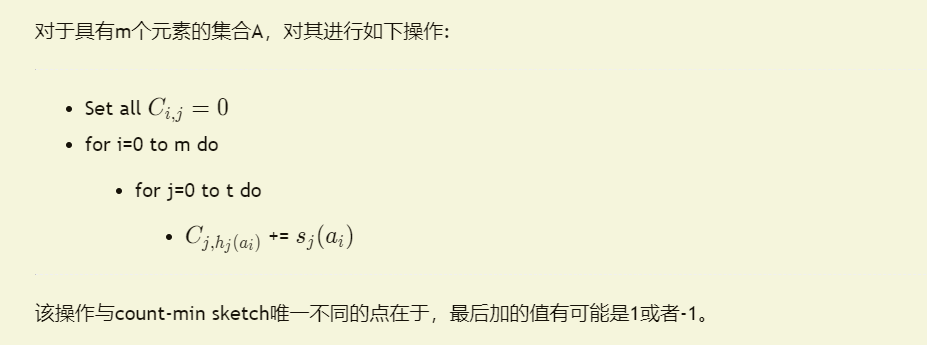 对于具有m个元素的集合A，对其进行如下操作:
• Set all $C_{i,j} = 0$
• for i=0 to m do
• for j=0 to t do
• $C_{j,h_j(a_i)}$ += $s_j(a_i)$
该操作与count-min sketch唯一不同的点在于，最后加的值有可能是1或者-1。